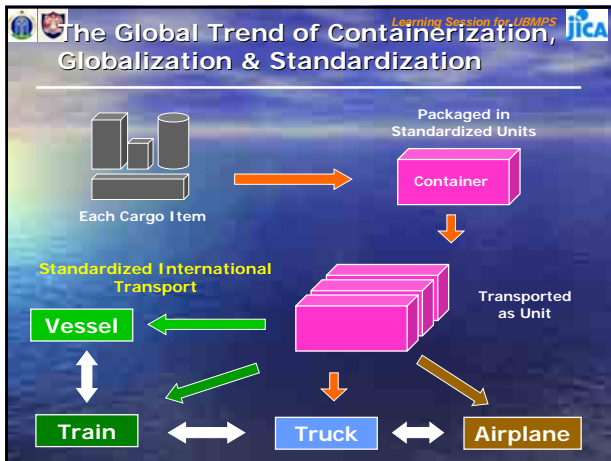 Learning Session for UBMPS
jICA
The Global Trend of Containerization,
Globalization & Standardization
Packaged in
Standardized Units
Container
Each Cargo Item
Standardized International
Transport
Transported
as Unit
Vessel
Train
Truck
Airplane